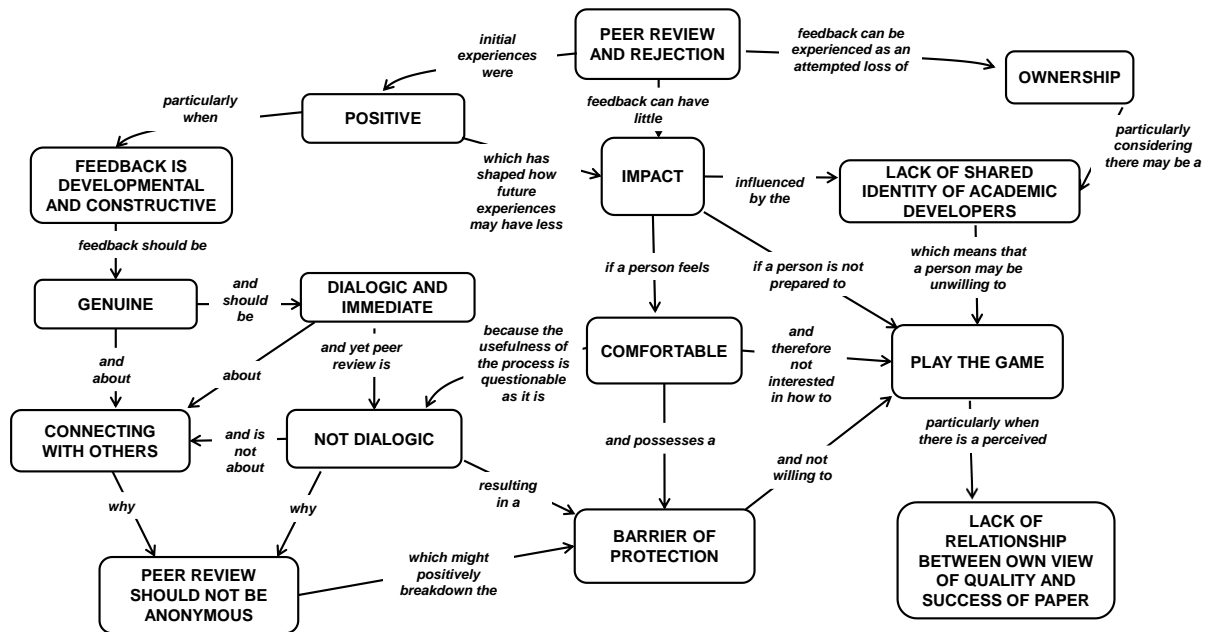 PEER REVIEW
AND REJECTION
initial
experiences
were
feedback can be
experienced as an
attempted loss of
OWNERSHIP
particularly
when
POSITIVE
feedback can have
little
particularly
considering
there may be a
FEEDBACK IS
DEVELOPMENTAL
AND CONSTRUCTIVE
which has
shaped how
future
experiences
may have less
IMPACT
influenced
by the
LACK OF SHARED
IDENTITY OF ACADEMIC
DEVELOPERS
feedback should be
if a person feels
if a person is not
prepared to
which means that
a person may be
unwilling to
GENUINE
and
should
be
DIALOGIC AND
IMMEDIATE
and
about
about
and yet peer
review is
because the
usefulness of
the process is
questionable
as it is
COMFORTABLE
and
therefore
not
interested
in how to
PLAY THE GAME
CONNECTING
WITH OTHERS
and is
not
about
NOT DIALOGIC
and possesses a
particularly when
there is a perceived
why
why
resulting
in a
and not
willing to
BARRIER OF
PROTECTION
LACK OF
RELATIONSHIP
BETWEEN OWN VIEW
OF QUALITY AND
SUCCESS OF PAPER
PEER REVIEW
SHOULD NOT BE
ANONYMOUS
which might
positively
breakdown the